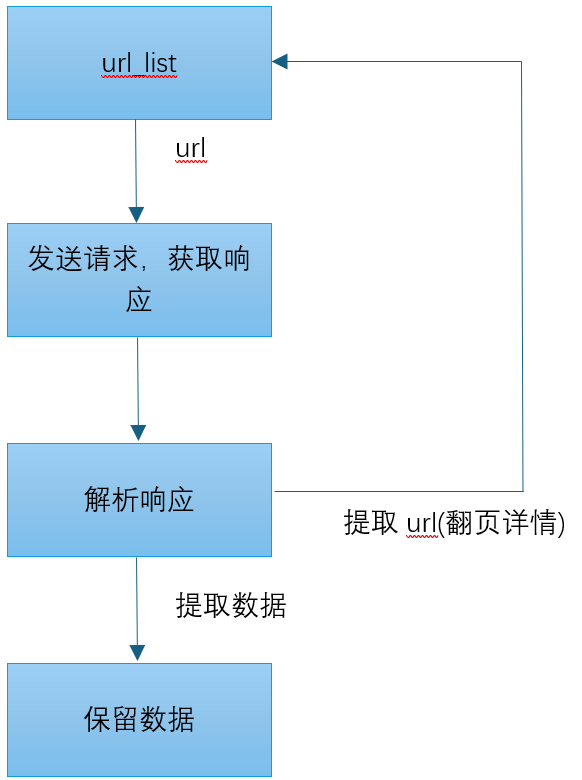 url_list
url
发送请求，获取响
应
解析响应
提取 url(翻页详情)
提取数据
保留数据